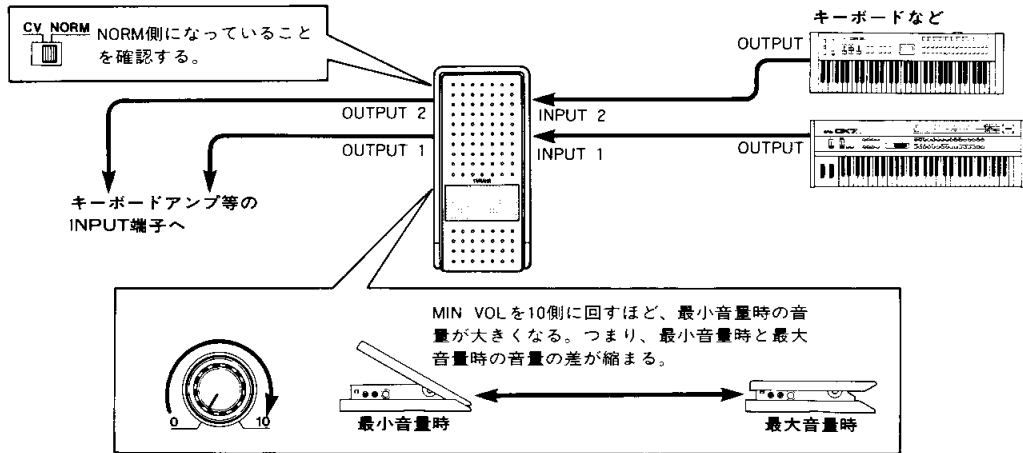 CV NORM
NORM側になっていること
を確認する。
キーボードなど
OUTPUT
OUTPUT 2
INPUT 2
OUTPUT 1
INPUT 1
OUTPUT
YAMAHA
DX7
キーボードアンプ等の
INPUT端子へ
MIN VOLを10側に回すほど、最小音量時の音
量が大きくなる。つまり、最小音量時と最大
音量時の音量の差が縮まる。
0 10
最小音量時
最大音量時